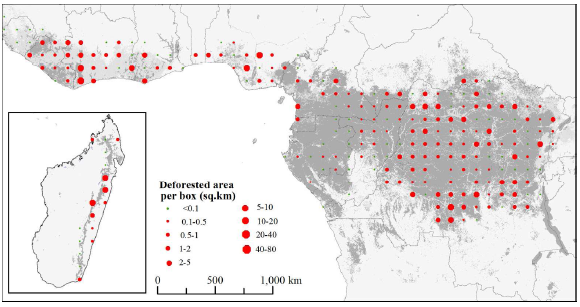 Deforested area
per box (sq.km)
<0.1 5-10
0.1-0.5 10-20
0.5-1 20-40
1-2 40-80
2-5
0 500 1,000 km